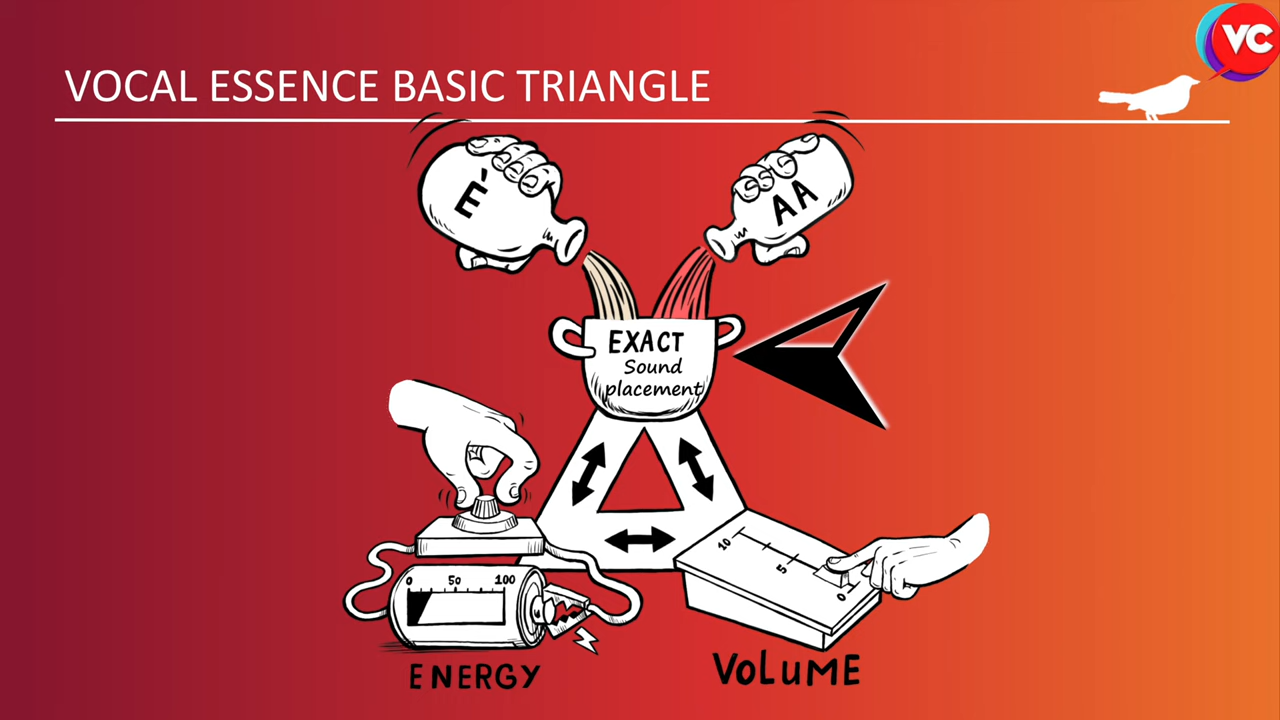 VC
VOCAL ESSENCE BASIC TRIANGLE
È
AA
EXACT
Sound
placement
10
5
0
0 50 100
ENERGY
VOLUME